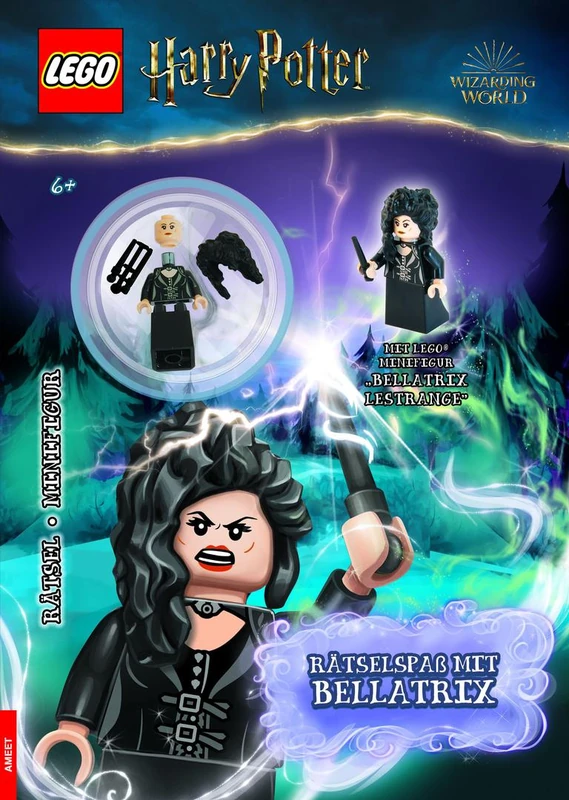 LEGO
Harry Potter
WIZARDING
WORLD
6+
MIT LEGO®
MINIFIGUR
„BELLATRIX
LESTRANGE”
RÄTSEL • MINIFIGUR
RÄTSELSPAß MIT
BELLATRIX
AMEET